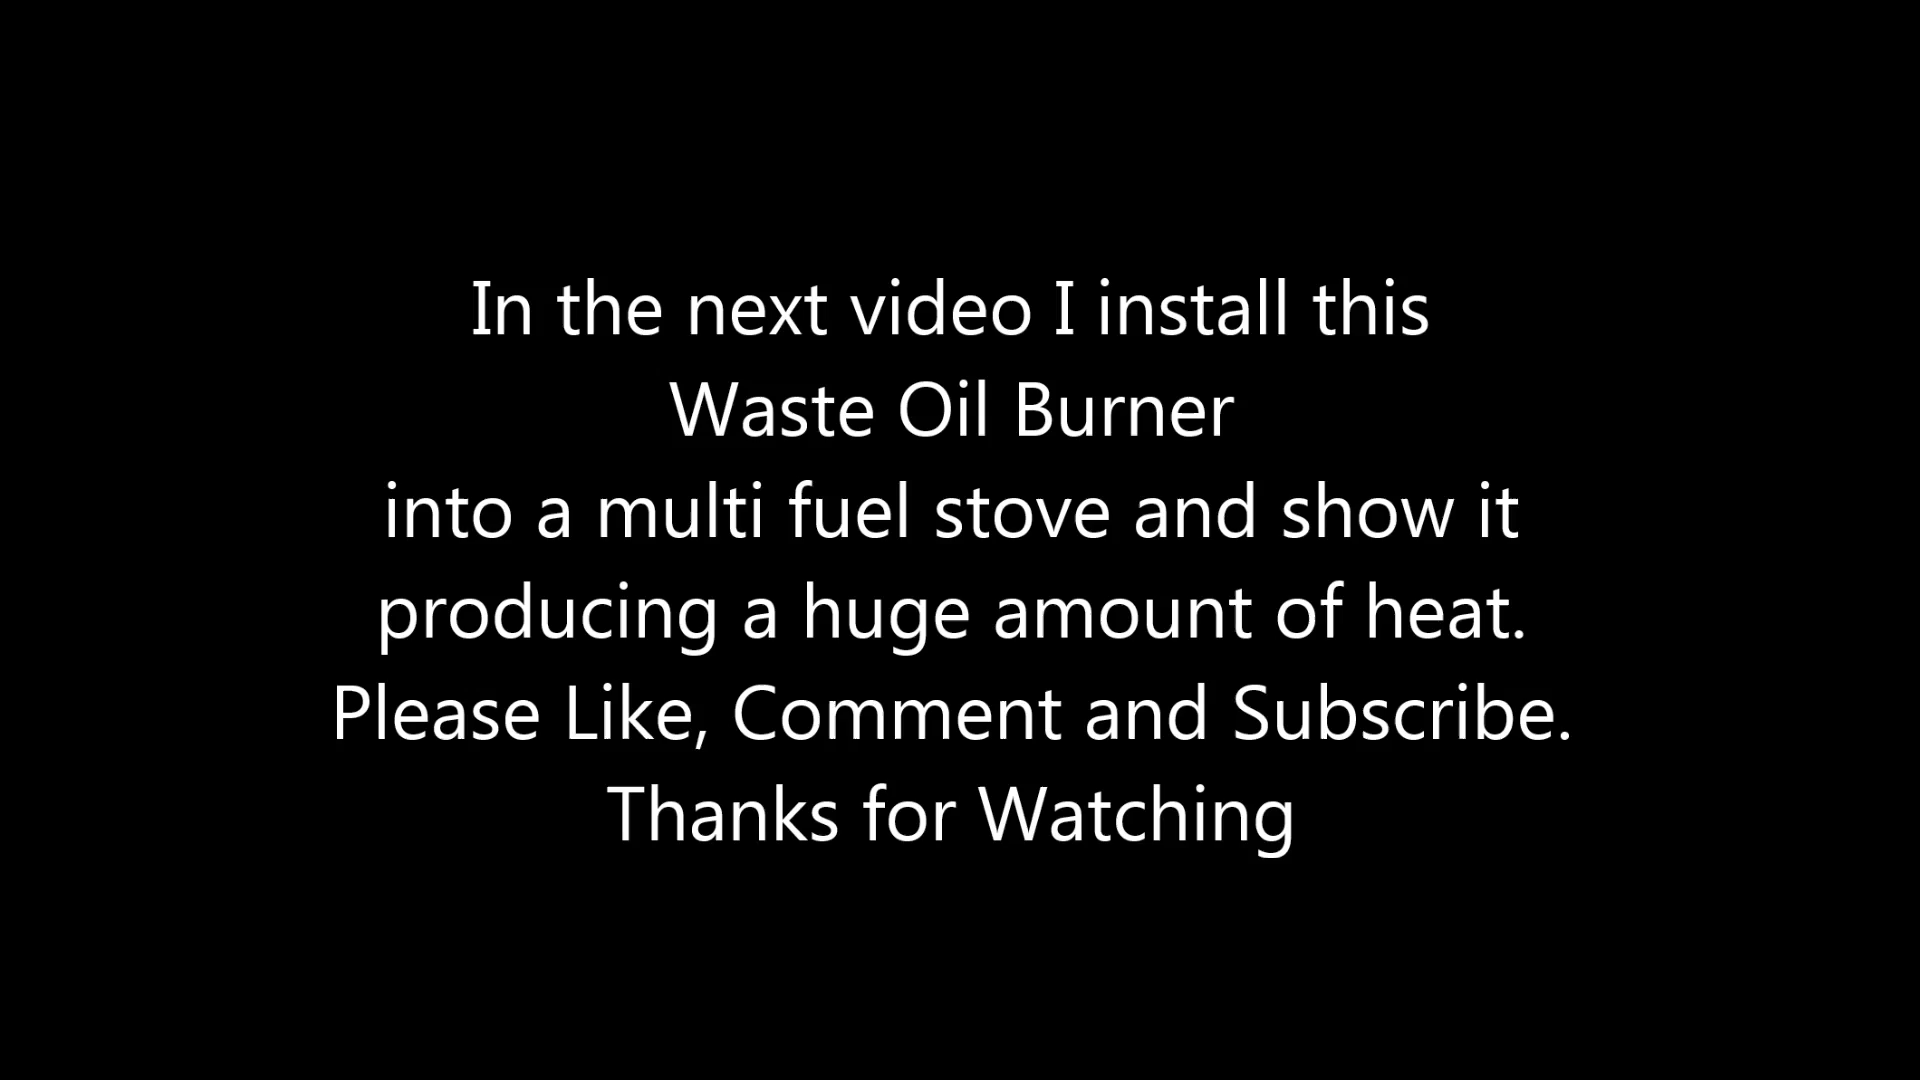 In the next video I install this
Waste Oil Burner
into a multi fuel stove and show it
producing a huge amount of heat.
Please Like, Comment and Subscribe.
Thanks for Watching